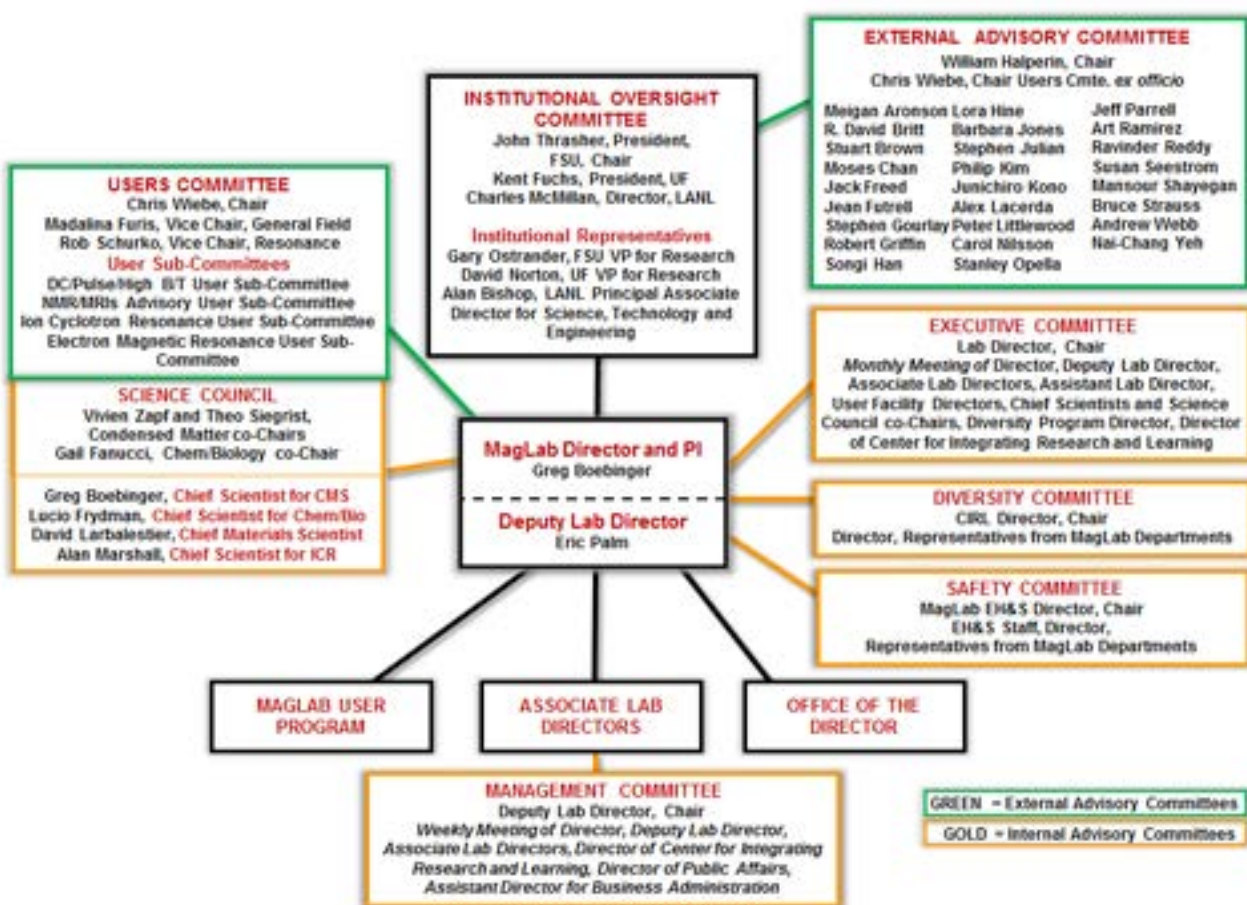 EXTERNAL ADVISORY COMMITTEE
William Halperin, Chair
Chris Wiebe, Chair Users Cmte. ex officio
Meigan Aronson Lora Hine Jeff Parrell
R. David Britt Barbara Jones Art Ramirez
Stuart Brown Stephen Julian Ravinder Reddy
Moses Chan Philip Kim Susan Seestrom
Jack Freed Junichiro Kono Mansour Shayegan
Jean Futrell Alex Lacerda Bruce Strauss
Stephen Gourlay Peter Littlewood Andrew Webb
Robert Griffin Carol Nilsson Nai-Chang Yeh
Songi Han Stanley Opella
INSTITUTIONAL OVERSIGHT
COMMITTEE
John Thrasher, President,
FSU, Chair
Kent Fuchs, President, UF
Charles McMillan, Director, LANL
Institutional Representatives
Gary Ostrander, FSU VP for Research
David Norton, UF VP for Research
Alan Bishop, LANL Principal Associate
Director for Science, Technology and
Engineering
USERS COMMITTEE
Chris Wiebe, Chair
Madalina Furis, Vice Chair, General Field
Rob Schurko, Vice Chair, Resonance
User Sub-Committees
DC/Pulse/High B/T User Sub-Committee
NMR/MRIs Advisory User Sub-Committee
Ion Cyclotron Resonance User Sub-Committee
Electron Magnetic Resonance User Sub-
Committee
SCIENCE COUNCIL
Vivien Zapf and Theo Siegrist,
Condensed Matter co-Chairs
Gail Fanucci, Chem/Biology co-Chair
Greg Boebinger, Chief Scientist for CMS
Lucio Frydman, Chief Scientist for Chem/Bio
David Larbalestier, Chief Materials Scientist
Alan Marshall, Chief Scientist for ICR
MagLab Director and PI
Greg Boebinger
Deputy Lab Director
Eric Palm
EXECUTIVE COMMITTEE
Lab Director, Chair
Monthly Meeting of Director, Deputy Lab Director,
Associate Lab Directors, Assistant Lab Director,
User Facility Directors, Chief Scientists and Science
Council co-Chairs, Diversity Program Director, Director
of Center for Integrating Research and Learning
DIVERSITY COMMITTEE
CIRL Director, Chair
Director, Representatives from MagLab Departments
SAFETY COMMITTEE
MagLab EH&S Director, Chair
EH&S Staff, Director,
Representatives from MagLab Departments
MAGLAB USER
PROGRAM
ASSOCIATE LAB
DIRECTORS
OFFICE OF THE
DIRECTOR
MANAGEMENT COMMITTEE
Deputy Lab Director, Chair
Weekly Meeting of Director, Deputy Lab Director,
Associate Lab Directors, Director of Center for Integrating
Research and Learning, Director of Public Affairs,
Assistant Director for Business Administration
GREEN = External Advisory Committees
GOLD = Internal Advisory Committees